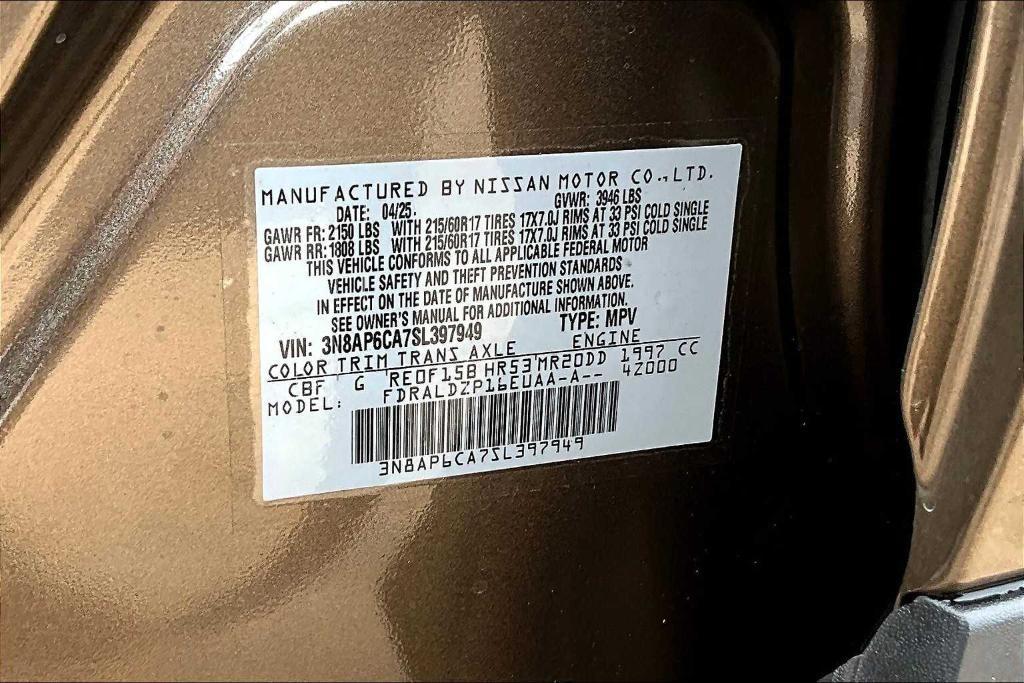 MANUFACTURED BY NISSAN MOTOR CO., LTD.
DATE: 04/25. GVWR: 3946 LBS
GAWR FR: 2150 LBS WITH 215/60R17 TIRES 17X7.0J RIMS AT 33 PSI COLD SINGLE
GAWR RR: 1808 LBS WITH 215/60R17 TIRES 17X7.0J RIMS AT 33 PSI COLD SINGLE
THIS VEHICLE CONFORMS TO ALL APPLICABLE FEDERAL MOTOR
VEHICLE SAFETY AND THEFT PREVENTION STANDARDS
IN EFFECT ON THE DATE OF MANUFACTURE SHOWN ABOVE.
SEE OWNER'S MANUAL FOR ADDITIONAL INFORMATION.
VIN: 3N8AP6CA7SL397949 TYPE: MPV
COLOR TRIM TRANS AXLE ENGINE
CBF G RE0F15B HR53 MR20DD 1997 CC
MODEL: FDRALDZP16EUAA-A-- 4Z000
3N8AP6CA7SL397949